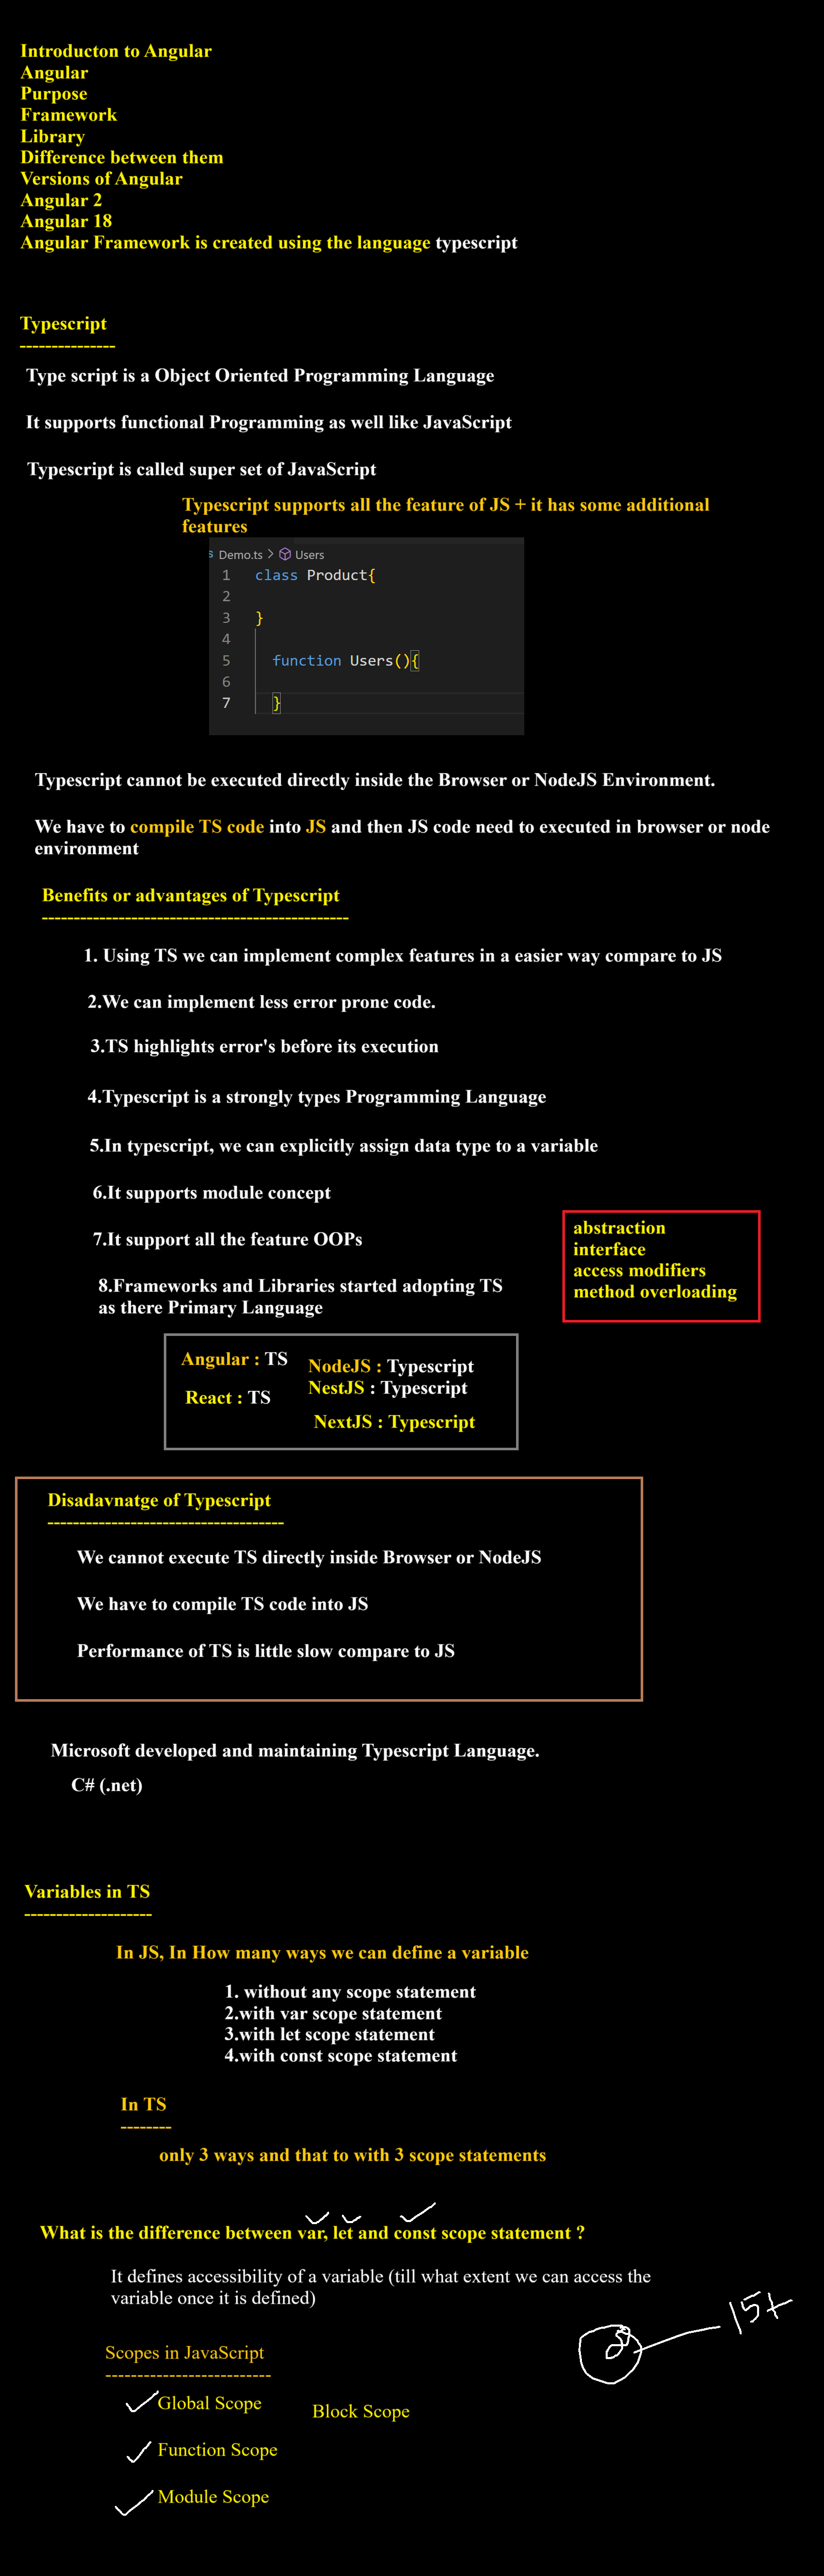 Introducton to Angular
Angular
Purpose
Framework
Library
Difference between them
Versions of Angular
Angular 2
Angular 18
Angular Framework is created using the language typescript
Typescript
---------------
Type script is a Object Oriented Programming Language
It supports functional Programming as well like JavaScript
Typescript is called super set of JavaScript
Typescript supports all the feature of JS + it has some additional
features
Demo.ts > Users
1 class Product{
2
3 }
4
5 function Users(){
6
7 }
Typescript cannot be executed directly inside the Browser or NodeJS Environment.
We have to compile TS code into JS and then JS code need to executed in browser or node
environment
Benefits or advantages of Typescript
------------------------------------------------
1. Using TS we can implement complex features in a easier way compare to JS
2.We can implement less error prone code.
3.TS highlights error's before its execution
4.Typescript is a strongly types Programming Language
5.In typescript, we can explicitly assign data type to a variable
6.It supports module concept
7.It support all the feature OOPs
abstraction
interface
access modifiers
method overloading
8.Frameworks and Libraries started adopting TS
as there Primary Language
Angular : TS
React : TS
NodeJS : Typescript
NestJS : Typescript
NextJS : Typescript
Disadavnatge of Typescript
-------------------------------------
We cannot execute TS directly inside Browser or NodeJS
We have to compile TS code into JS
Performance of TS is little slow compare to JS
Microsoft developed and maintaining Typescript Language.
C# (.net)
Variables in TS
--------------------
In JS, In How many ways we can define a variable
1. without any scope statement
2.with var scope statement
3.with let scope statement
4.with const scope statement
In TS
--------
only 3 ways and that to with 3 scope statements
What is the difference between var, let and const scope statement ?
It defines accessibility of a variable (till what extent we can access the
variable once it is defined)
15+
Scopes in JavaScript
--------------------------
Global Scope
Block Scope
Function Scope
Module Scope